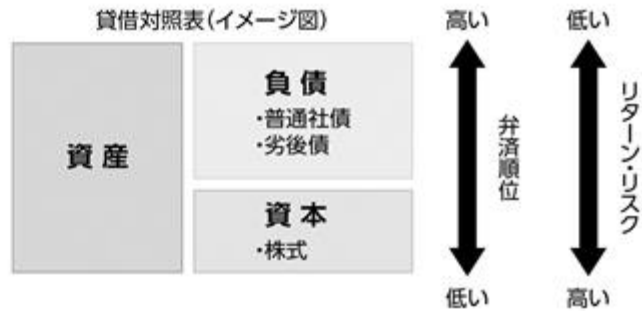 貸借対照表(イメージ図)
資産
負債
・普通社債
・劣後債
資本
・株式
高い
弁済順位
低い
低い
リターン・リスク
高い